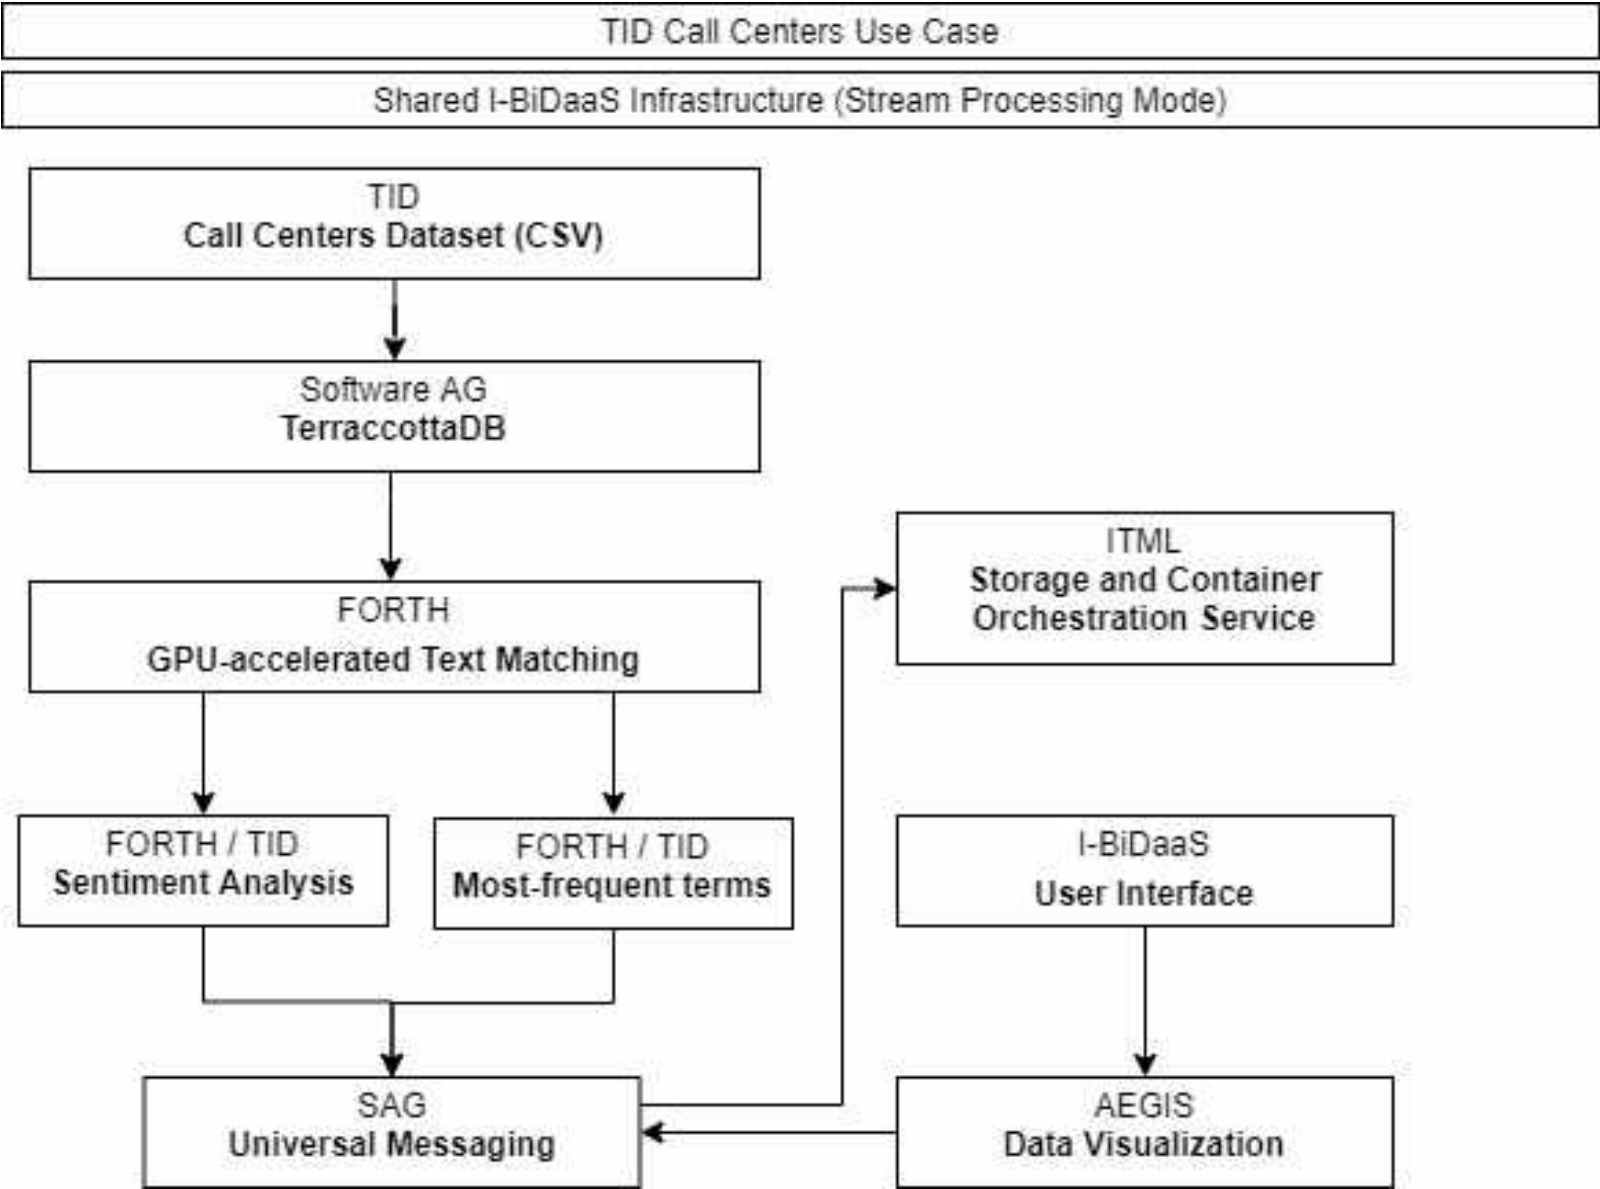 TID Call Centers Use Case
Shared I-BiDaaS Infrastructure (Stream Processing Mode)
TID
Call Centers Dataset (CSV)
Software AG
TerraccottaDB
FORTH
GPU-accelerated Text Matching
FORTH / TID
Sentiment Analysis
FORTH / TID
Most-frequent terms
SAG
Universal Messaging
ITML
Storage and Container
Orchestration Service
I-BiDaaS
User Interface
AEGIS
Data Visualization